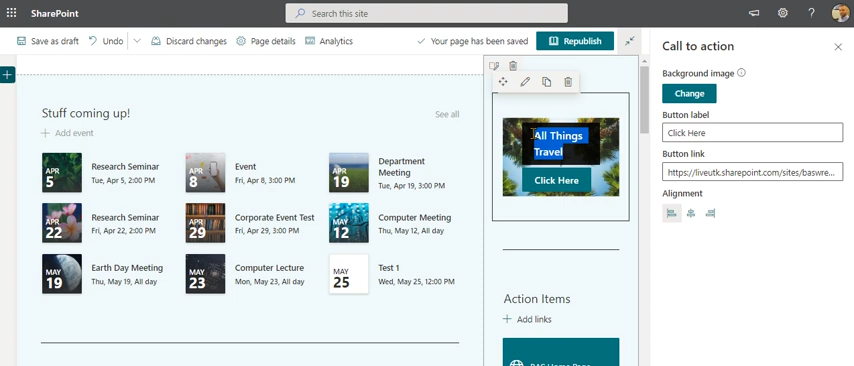 SharePoint
Search this site
Save as draft
Undo
Discard changes
Page details
Analytics
Your page has been saved
Republish
Stuff coming up!
See all
Add event
APR
5
Research Seminar
Tue, Apr 5, 2:00 PM
APR
8
Event
Fri, Apr 8, 3:00 PM
APR
19
Department
Meeting
Tue, Apr 19, 3:00 PM
APR
22
Research Seminar
Fri, Apr 22, 2:00 PM
APR
29
Corporate Event Test
Fri, Apr 29, 3:00 PM
MAY
12
Computer Meeting
Thu, May 12, All day
MAY
19
Earth Day Meeting
Thu, May 19, All day
MAY
23
Computer Lecture
Mon, May 23, All day
MAY
25
Test 1
Wed, May 25, 12:00 PM
All Things
Travel
Click Here
Action Items
Add links
BAS Home Page
Call to action
Background image
Change
Button label
Click Here
Button link
https://liveutk.sharepoint.com/sites/baswre...
Alignment